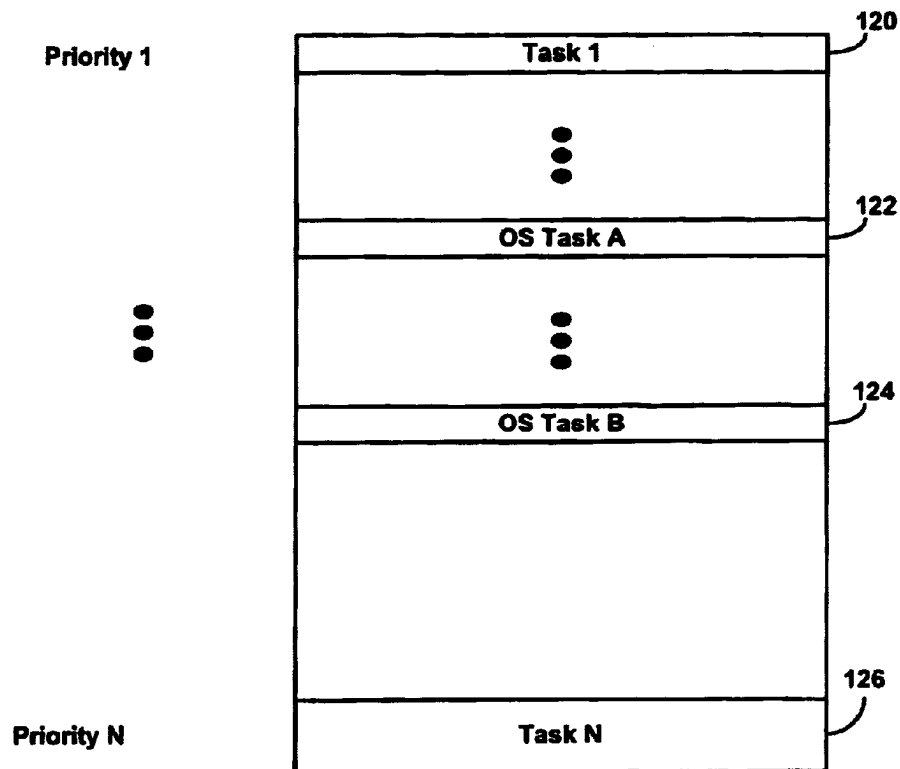 120
Priority 1
Task 1
122
OS Task A
124
OS Task B
126
Priority N
Task N